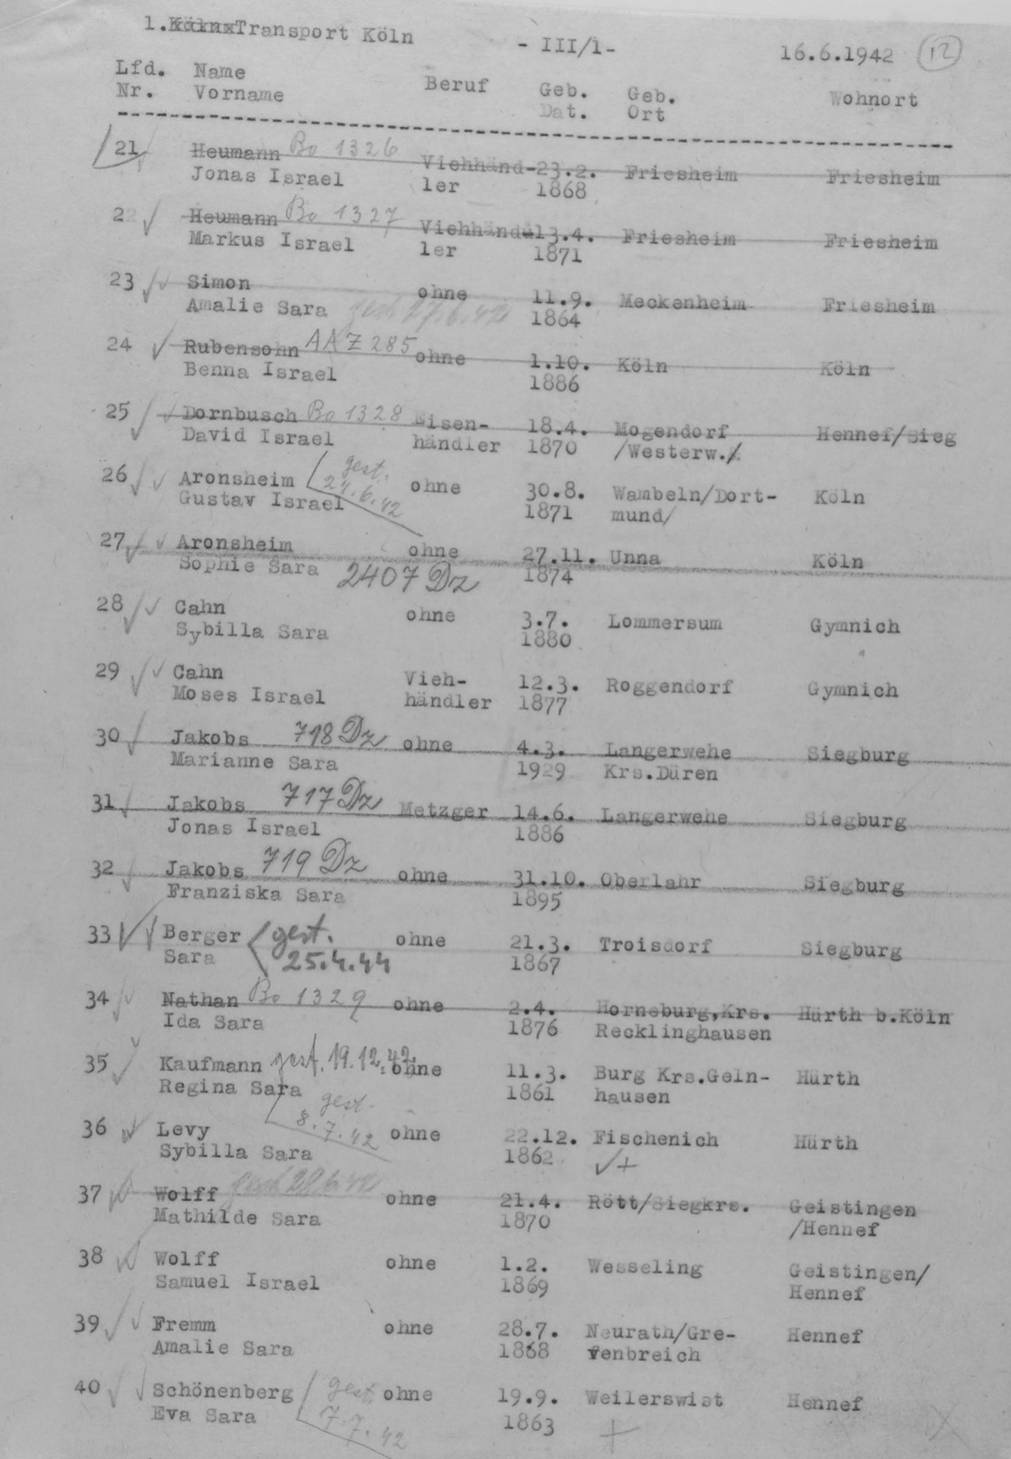 1.Transport Köln - III/1- 16.6.1942 12
Lfd. Name Beruf Geb. Geb. Wohnort
Nr. Vorname Dat. Ort
21 Heumann Bo 1326 Viehhänd- 23.2. Friesheim Friesheim
Jonas Israel ler 1868
22 Heumann Bo 1327 Viehhänd 13.4. Friesheim Friesheim
Markus Israel ler 1871
23 Simon ohne 11.9. Meckenheim Friesheim
Amalie Sara 1864
24 Rubensohn AAZ 285 ohne 1.10. Köln Köln
Benna Israel 1886
25 Dornbusch Bo 1328 Eisen- 18.4. Mogendorf Hennef/Sieg
David Israel händler 1870 /Westerw./
26 Aronsheim gest. ohne 30.8. Wambeln/Dort- Köln
Gustav Israel 24.6.42 1871 mund/
27 Aronsheim ohne 27.11. Unna Köln
Sophie Sara 2407 Dz 1874
28 Cahn ohne 3.7. Lommersum Gymnich
Sybilla Sara 1880
29 Cahn Vieh- 12.3. Roggendorf Gymnich
Moses Israel händler 1877
30 Jakobs 718 Dz ohne 4.3. Langerwehe Siegburg
Marianne Sara 1929 Krs.Düren
31 Jakobs 717 Dz Metzger 14.6. Langerwehe Siegburg
Jonas Israel 1886
32 Jakobs 719 Dz ohne 31.10. Oberlahr Siegburg
Franziska Sara 1895
33 Berger gest. ohne 21.3. Troisdorf Siegburg
Sara 25.4.44 1867
34 Nathan Bo 1329 ohne 2.4. Horneburg,Krs. Hürth b.Köln
Ida Sara 1876 Recklinghausen
35 Kaufmann gest. 19.12.42 ohne 11.3. Burg Krs.Geln- Hürth
Regina Sara 1861 hausen
gest.
36 Levy 8.7.42 ohne 22.12. Fischenich Hürth
Sybilla Sara 1862 +
37 Wolff ohne 21.4. Rött/Siegkrs. Geistingen
Mathilde Sara 1870 /Hennef
38 Wolff ohne 1.2. Wesseling Geistingen/
Samuel Israel 1869 Hennef
39 Fremm ohne 28.7. Neurath/Gre- Hennef
Amalie Sara 1868 venbreich
40 Schönenberg gest. ohne 19.9. Weilerswist Hennef
Eva Sara 7.7.42 1863 +